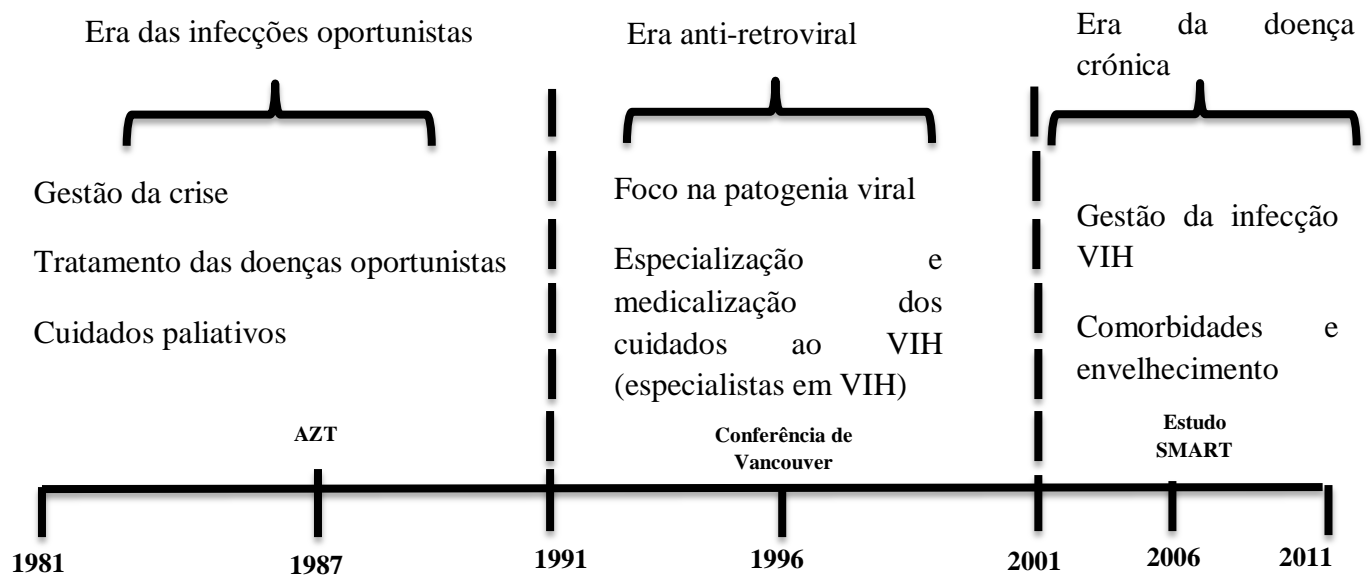 Era das infecções oportunistas
Era anti-retroviral
Era da doença
crónica
Gestão da crise
Tratamento das doenças oportunistas
Cuidados paliativos
Foco na patogenia viral
Especialização e
medicalização dos
cuidados ao VIH
(especialistas em VIH)
Gestão da infecção
VIH
Comorbidades e
envelhecimento
AZT
Conferência de
Vancouver
Estudo
SMART
1981
1987
1991
1996
2001
2006
2011